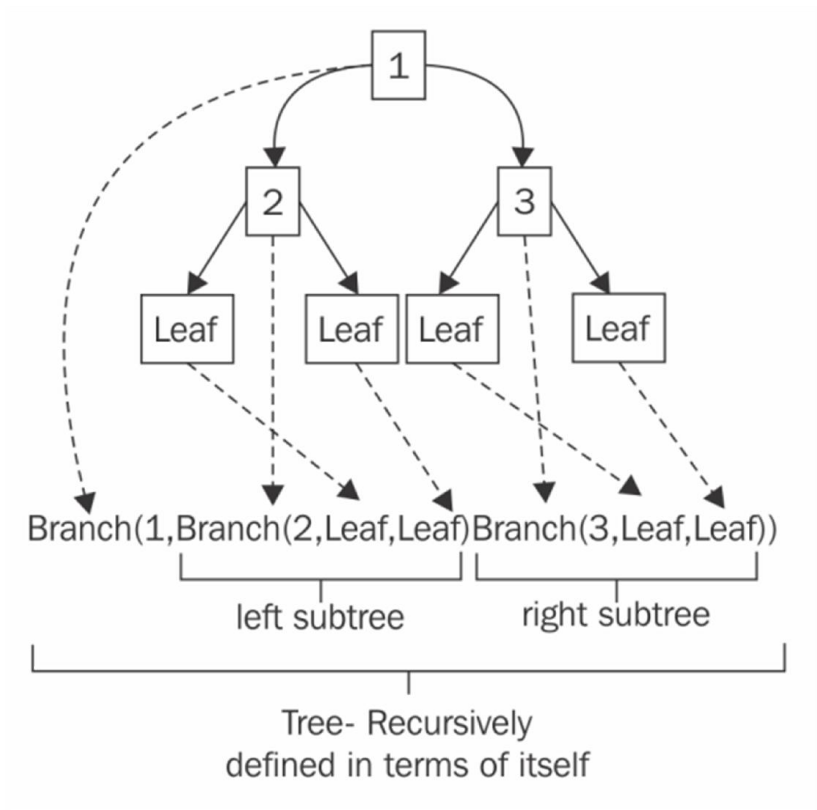 1
2 3
Leaf Leaf Leaf Leaf
Branch(1,Branch(2,Leaf,Leaf)Branch(3,Leaf,Leaf))
left subtree right subtree
Tree- Recursively
defined in terms of itself